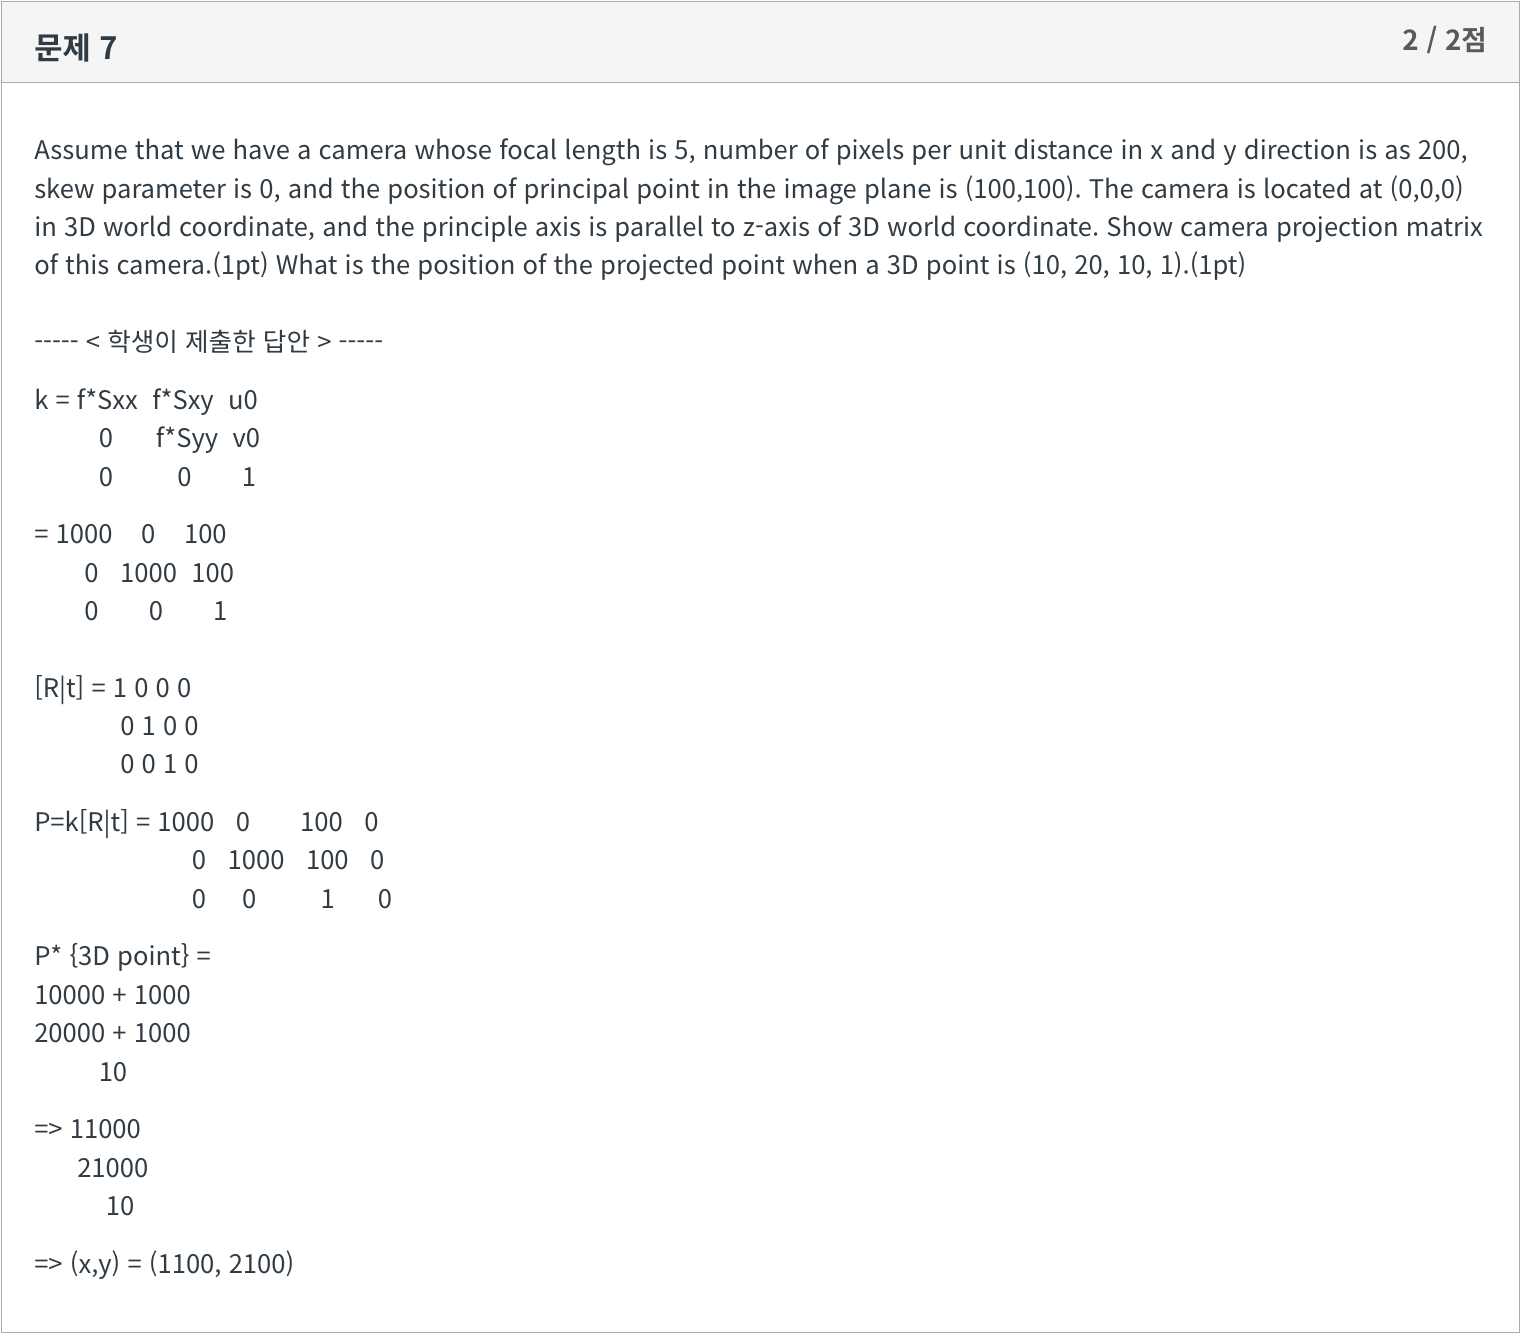 문제 7
2 / 2점
Assume that we have a camera whose focal length is 5, number of pixels per unit distance in x and y direction is as 200,
skew parameter is 0, and the position of principal point in the image plane is (100,100). The camera is located at (0,0,0)
in 3D world coordinate, and the principle axis is parallel to z-axis of 3D world coordinate. Show camera projection matrix
of this camera.(1pt) What is the position of the projected point when a 3D point is (10, 20, 10, 1).(1pt)
----- < 학생이 제출한 답안 > -----
k = f*Sxx f*Sxy u0
0 f*Syy v0
0 0 1
= 1000 0 100
0 1000 100
0 0 1
[R|t] = 1 0 0 0
0 1 0 0
0 0 1 0
P=k[R|t] = 1000 0 100 0
0 1000 100 0
0 0 1 0
P* {3D point} =
10000 + 1000
20000 + 1000
10
=> 11000
21000
10
=> (x,y) = (1100, 2100)